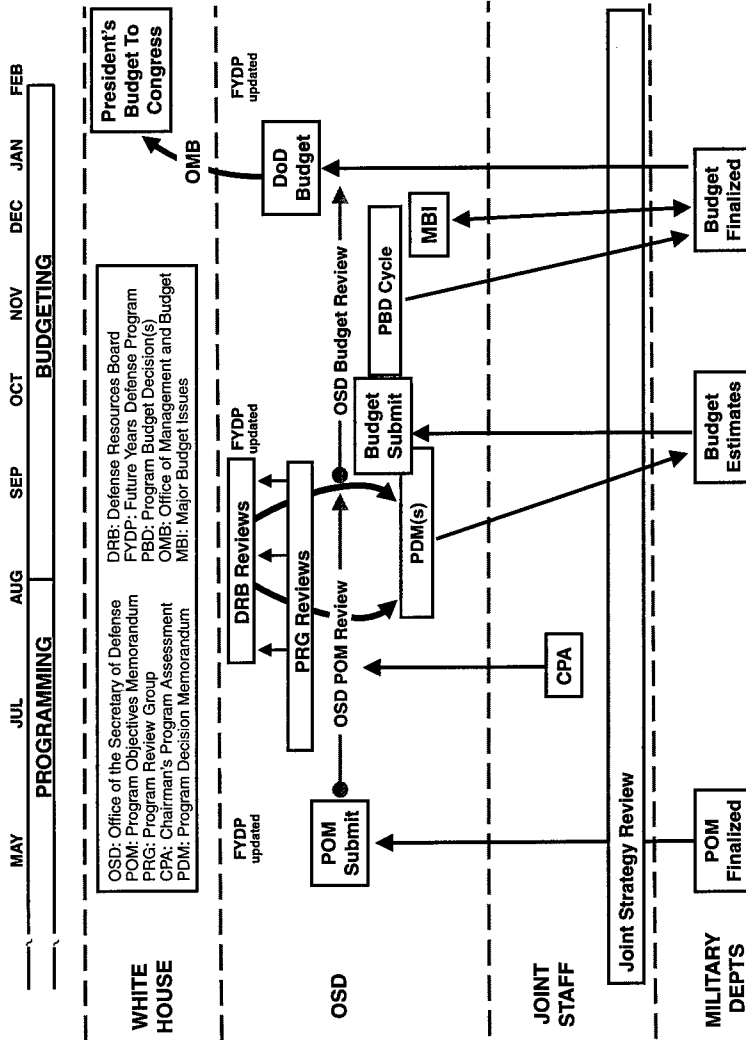 MAY
JUL
AUG
SEP
OCT
NOV
DEC
JAN
FEB
PROGRAMMING
BUDGETING
WHITE
HOUSE
OSD: Office of the Secretary of Defense
POM: Program Objectives Memorandum
PRG: Program Review Group
CPA: Chairman's Program Assessment
PDM: Program Decision Memorandum
DRB: Defense Resources Board
FYDP: Future Years Defense Program
PBD: Program Budget Decision(s)
OMB: Office of Management and Budget
MBI: Major Budget Issues
President's
Budget To
Congress
OMB
OSD
FYDP
updated
DRB Reviews
FYDP
updated
FYDP
updated
PRG Reviews
POM
Submit
OSD POM Review
OSD Budget Review
DoD
Budget
PDM(s)
Budget
Submit
PBD Cycle
MBI
JOINT
STAFF
CPA
Joint Strategy Review
MILITARY
DEPTS
POM
Finalized
Budget
Estimates
Budget
Finalized